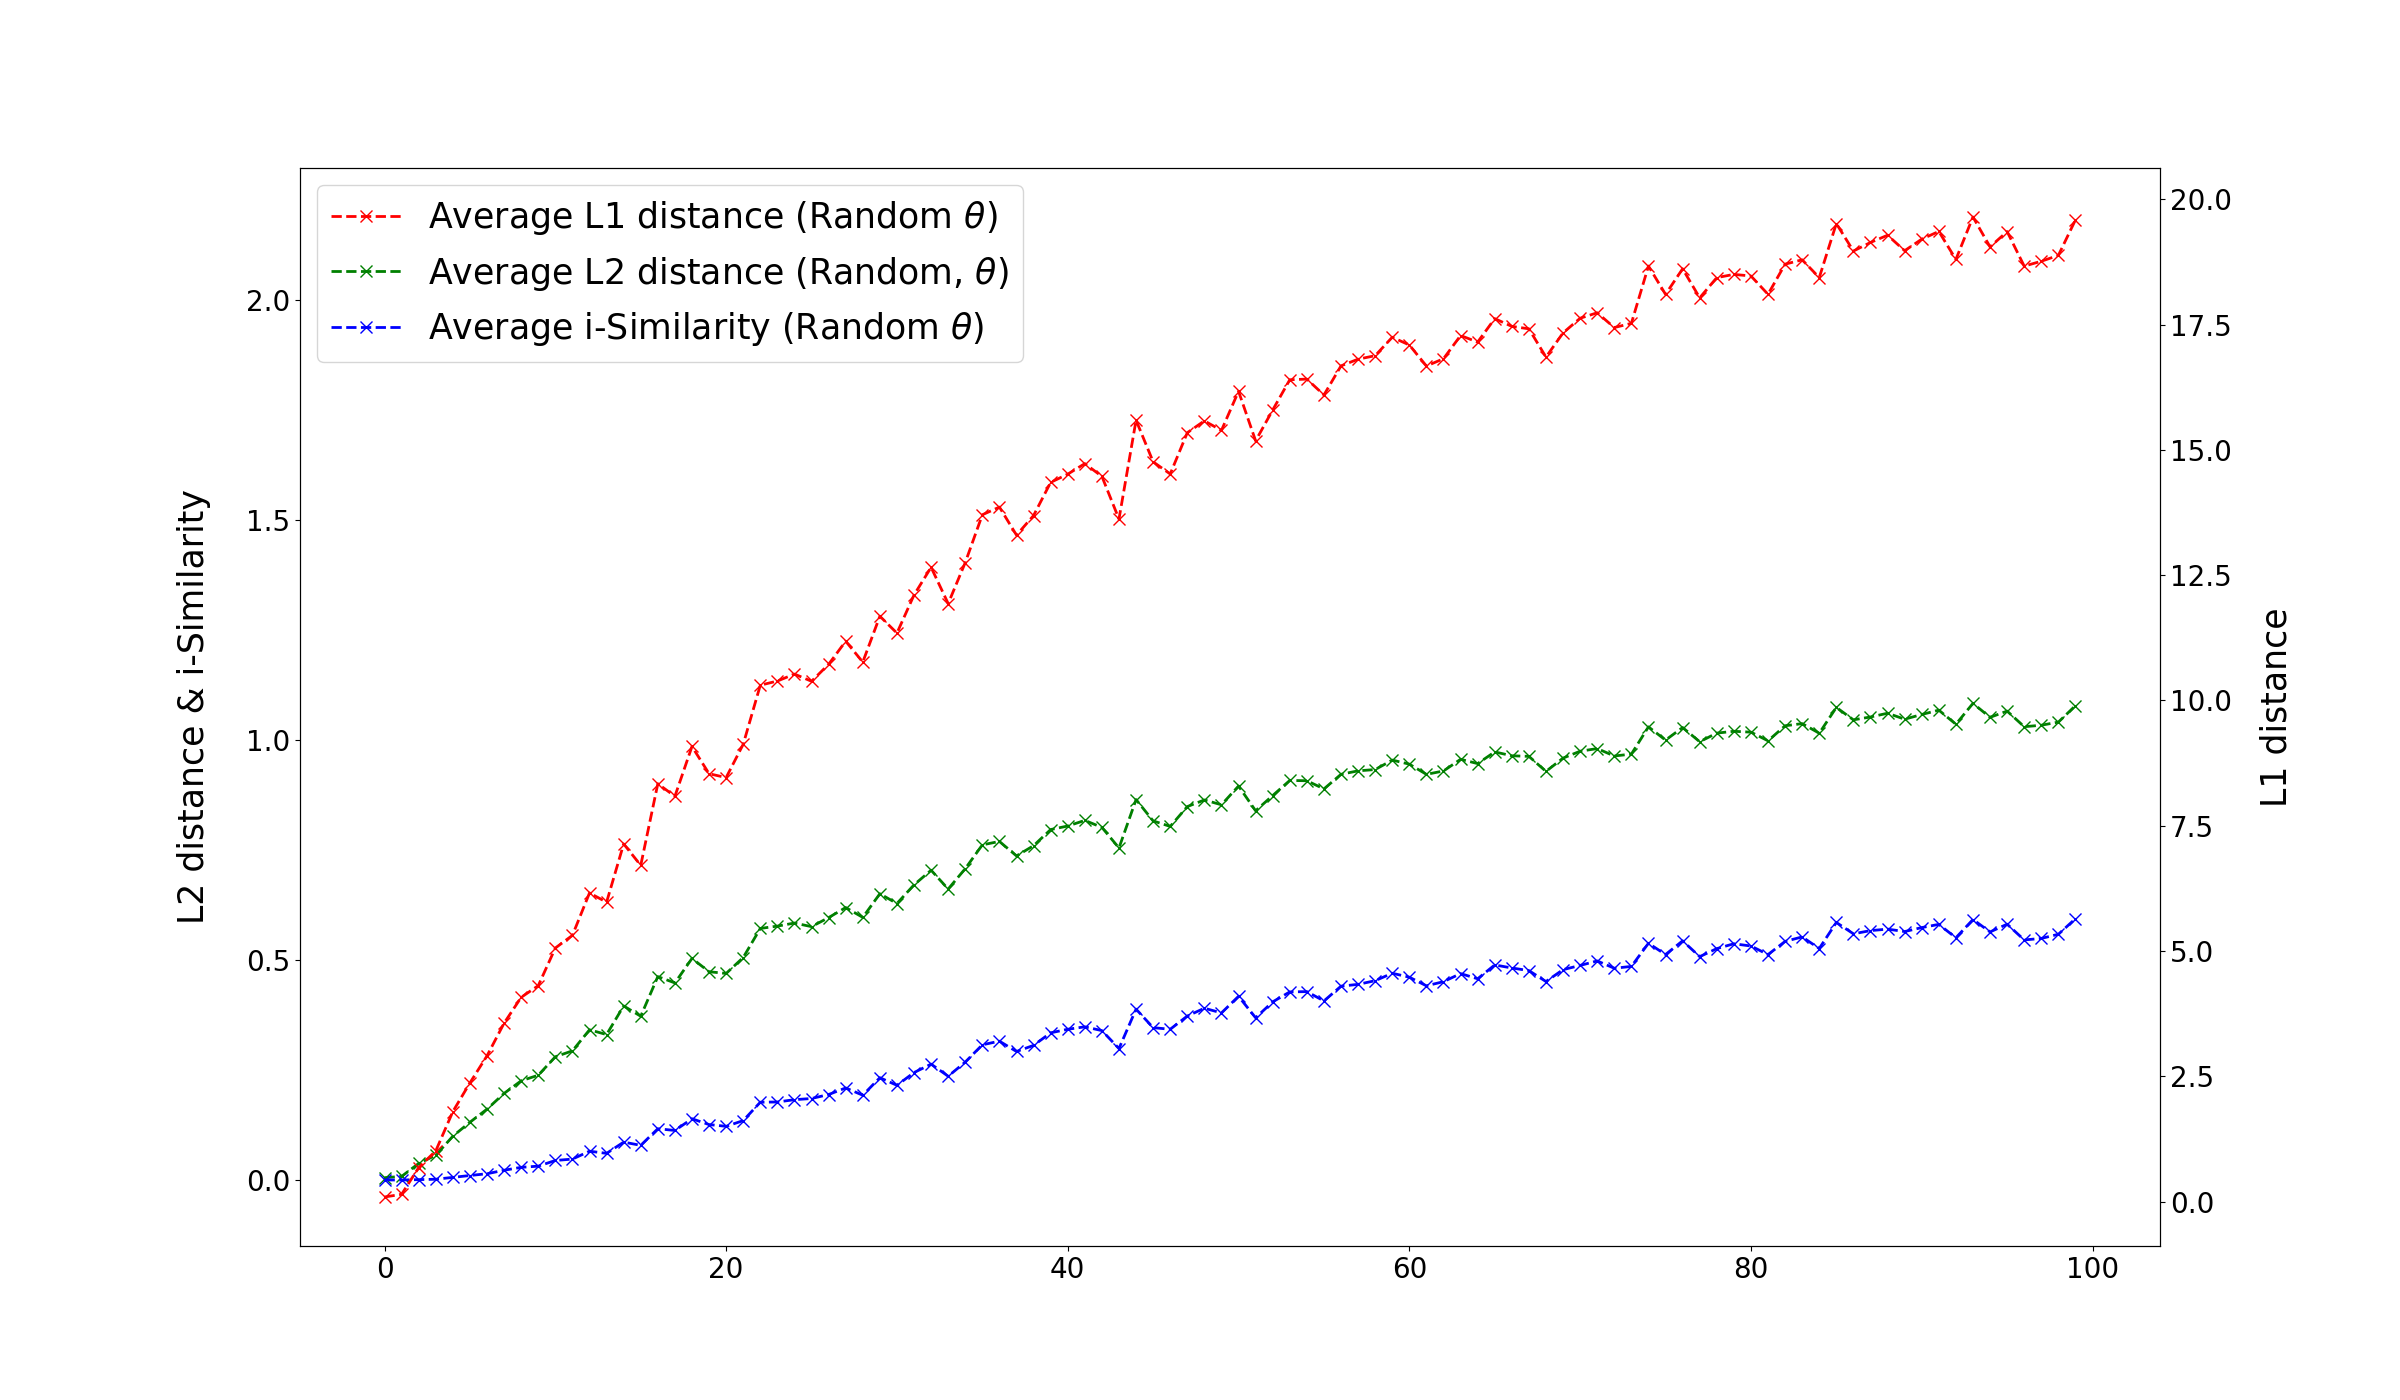 Average L1 distance (Random θ)
Average L2 distance (Random, θ)
Average i-Similarity (Random θ)
L2 distance & i-Similarity
2.0
1.5
1.0
0.5
0.0
20.0
17.5
15.0
12.5
10.0
7.5
5.0
2.5
0.0
L1 distance
0 20 40 60 80 100